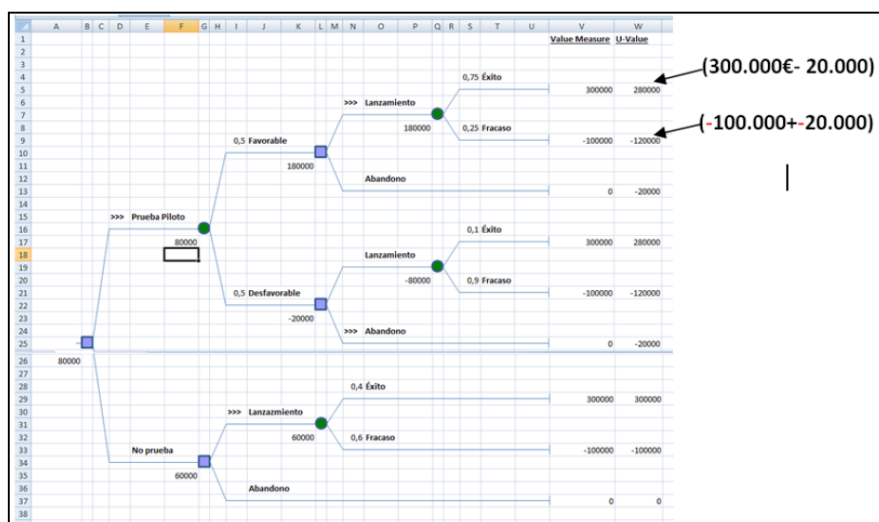 A B C D E F G H I J K L M N O P Q R S T U V W
1 Value Measure U-Value
2
3
4 0,75 Éxito
5 300000 280000
(300.000€- 20.000)
6 >>> Lanzamiento
7
8 180000 0,25 Fracaso
9 0,5 Favorable -100000 -120000
(-100.000+-20.000)
10
11 180000
12 Abandono
13 0 -20000
14
15 >>> Prueba Piloto
16 0,1 Éxito
17 80000 300000 280000
18 Lanzamiento
19
20 -80000 0,9 Fracaso
21 0,5 Desfavorable -100000 -120000
22
23 -20000
24 >>> Abandono
25 0 -20000
26 80000
27
28 0,4 Éxito
29 300000 300000
30 >>> Lanzazmiento
31
32 60000 0,6 Fracaso
33 No prueba -100000 -100000
34
35 60000
36 Abandono
37 0 0
38